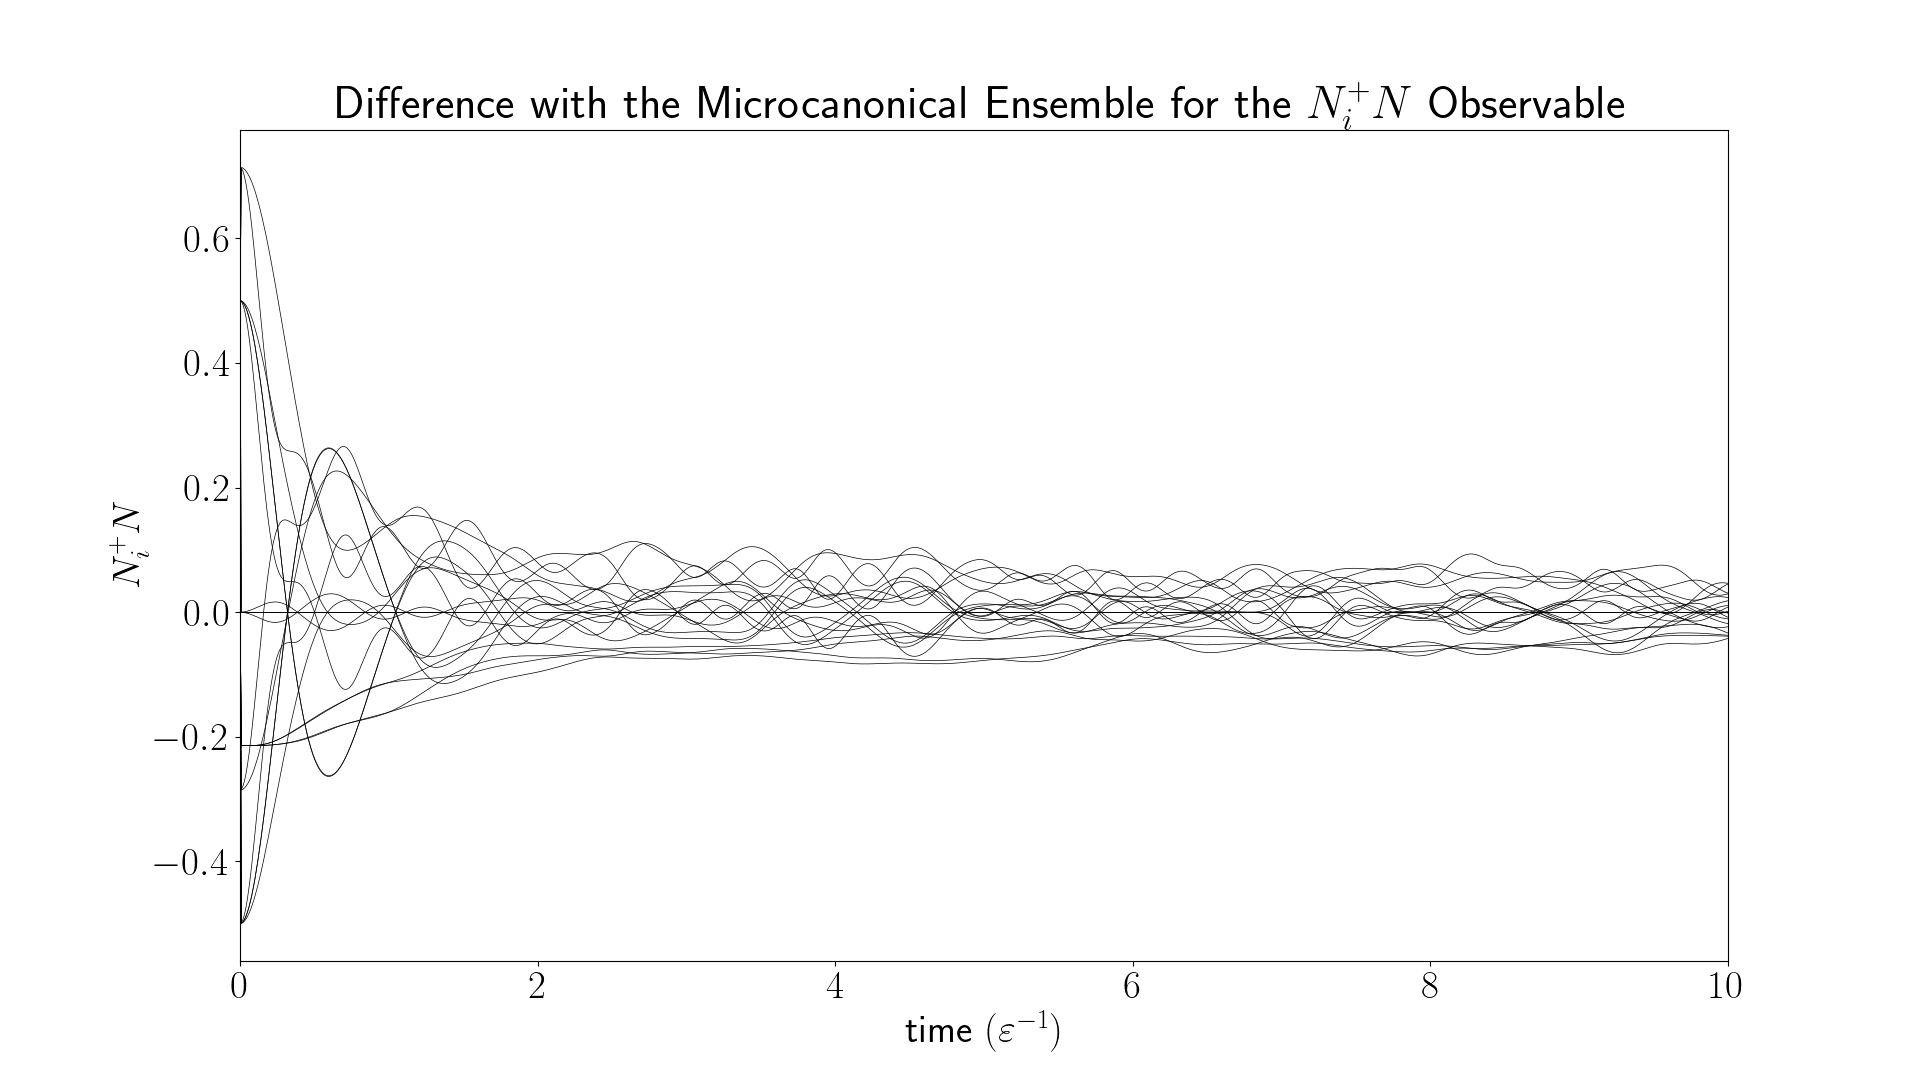 Difference with the Microcanonical Ensemble for the $N_i^+N$ Observable
$N_i^+N$
0.6
0.4
0.2
0.0
−0.2
−0.4
0 2 4 6 8 10
time ($\varepsilon^{-1}$)